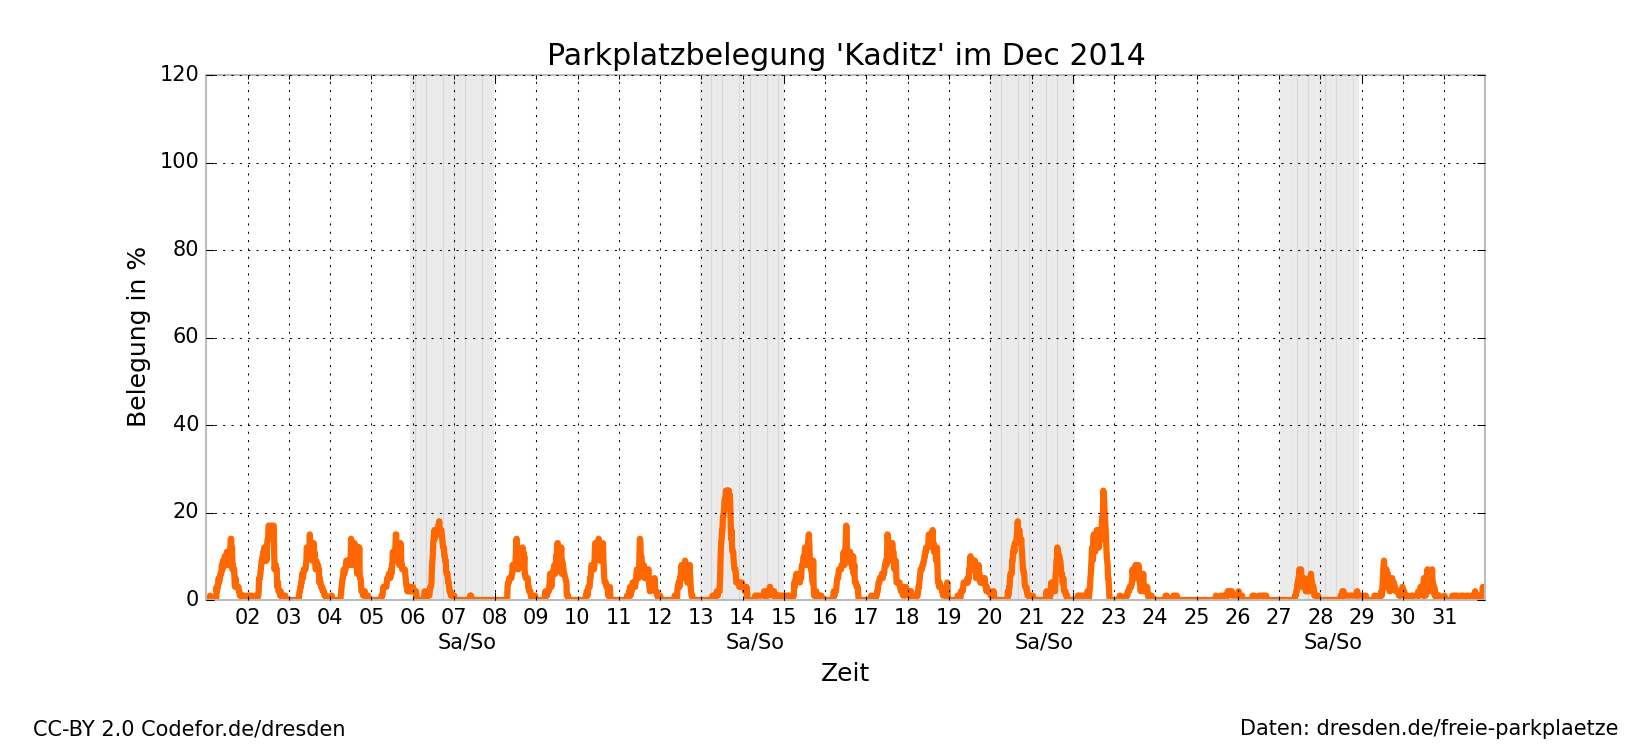 Parkplatzbelegung 'Kaditz' im Dec 2014
120
100
80
60
40
20
0
Belegung in %
02 03 04 05 06 07 08 09 10 11 12 13 14 15 16 17 18 19 20 21 22 23 24 25 26 27 28 29 30 31
Sa/So Sa/So Sa/So Sa/So
Zeit
CC-BY 2.0 Codefor.de/dresden
Daten: dresden.de/freie-parkplaetze